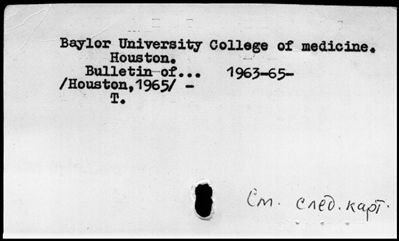 Baylor University College of medicine.
Houston.
Bulletin of... 1963-65-
/Houston,1965/ -
T.
См. след. карт.